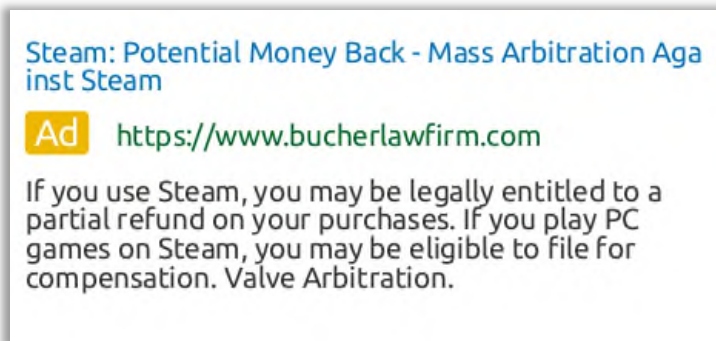 Steam: Potential Money Back - Mass Arbitration Aga
inst Steam
Ad https://www.bucherlawfirm.com
If you use Steam, you may be legally entitled to a
partial refund on your purchases. If you play PC
games on Steam, you may be eligible to file for
compensation. Valve Arbitration.